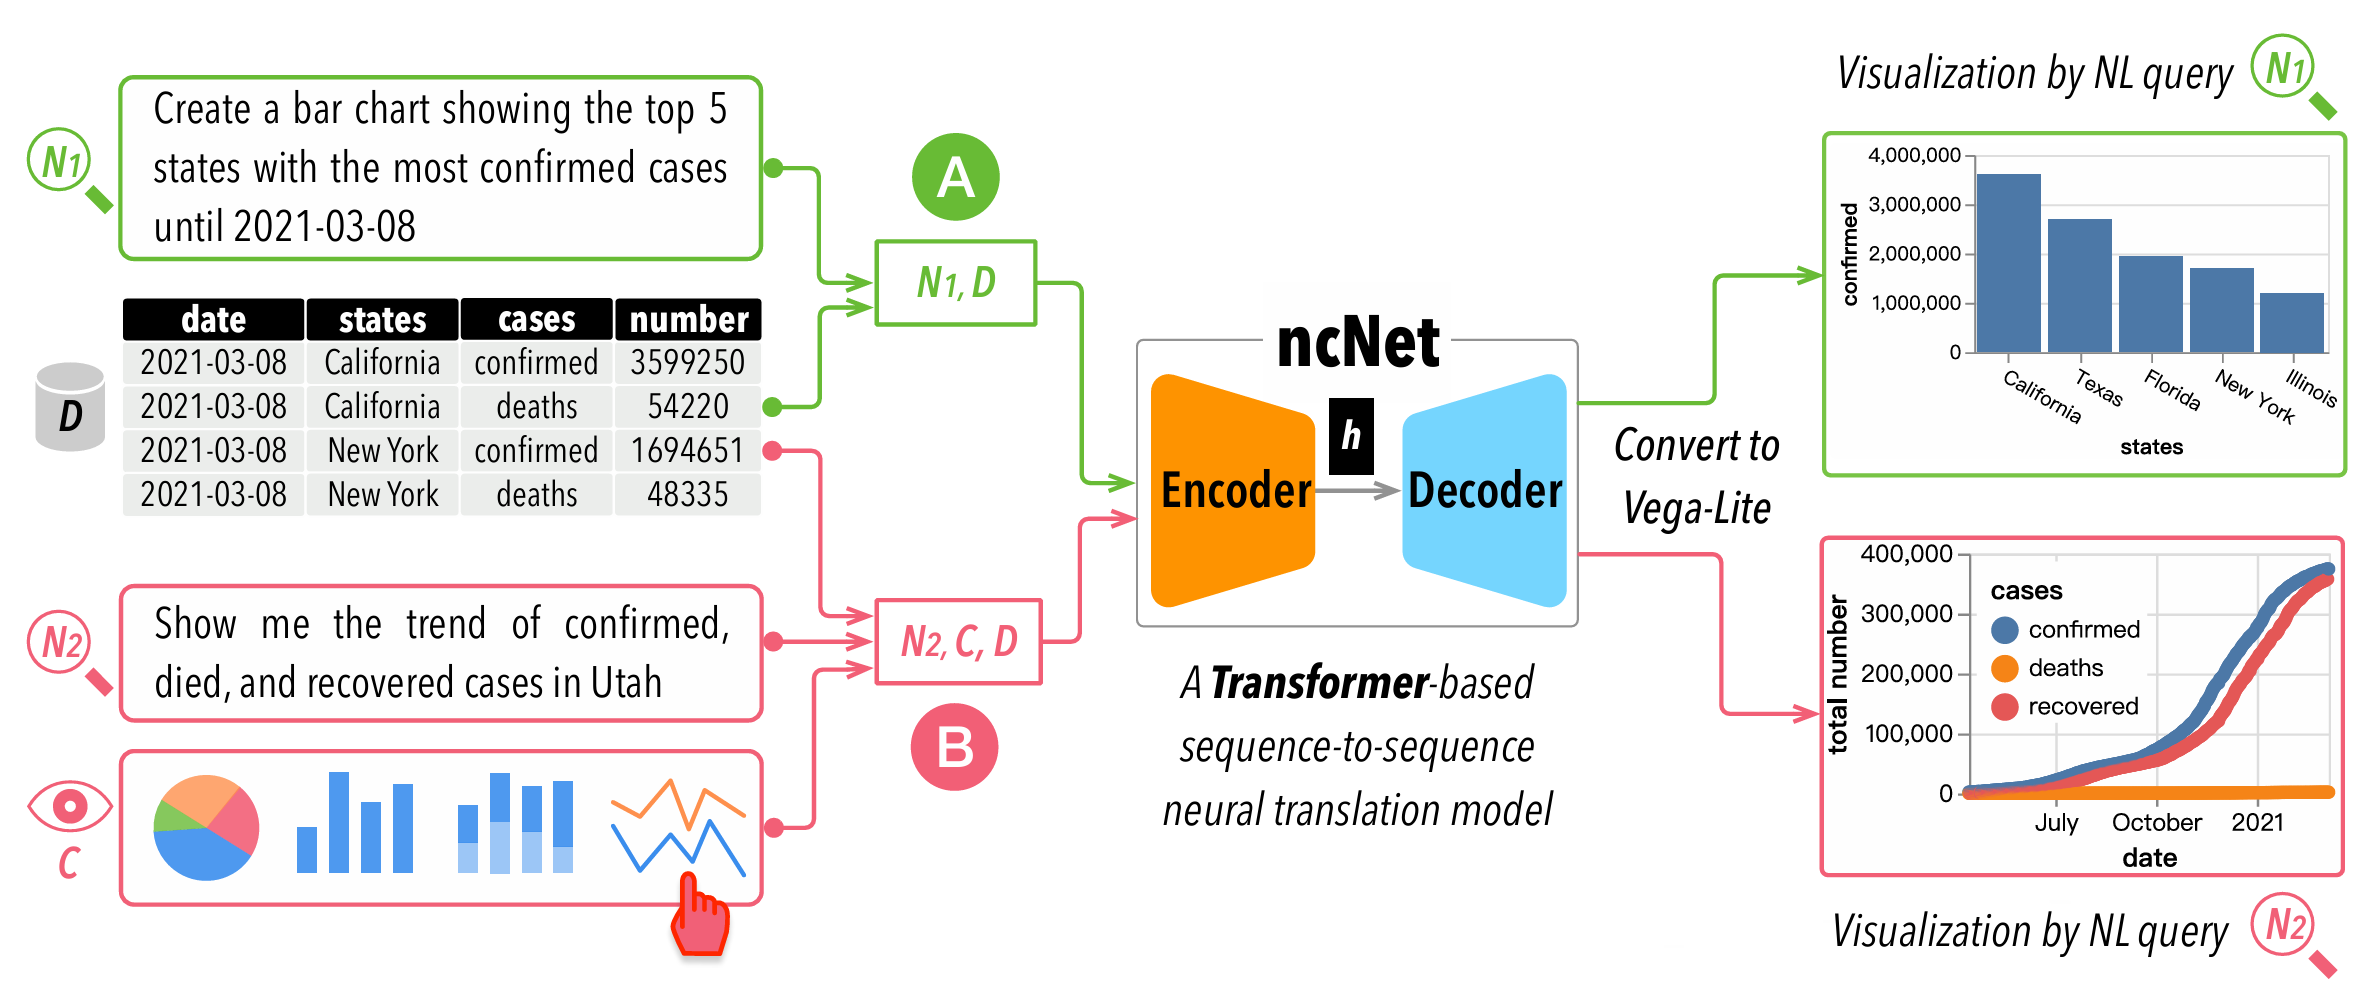 N1
Create a bar chart showing the top 5
states with the most confirmed cases
until 2021-03-08
D
date states cases number
2021-03-08 California confirmed 3599250
2021-03-08 California deaths 54220
2021-03-08 New York confirmed 1694651
2021-03-08 New York deaths 48335
N2
Show me the trend of confirmed,
died, and recovered cases in Utah
C
A
N1, D
N2, C, D
B
ncNet
h
Encoder
Decoder
A Transformer-based
sequence-to-sequence
neural translation model
Convert to
Vega-Lite
Visualization by NL query N1
confirmed
4,000,000
3,000,000
2,000,000
1,000,000
0
California Texas Florida New York Illinois
states
total number
400,000
300,000
200,000
100,000
0
cases
confirmed
deaths
recovered
July October 2021
date
Visualization by NL query N2